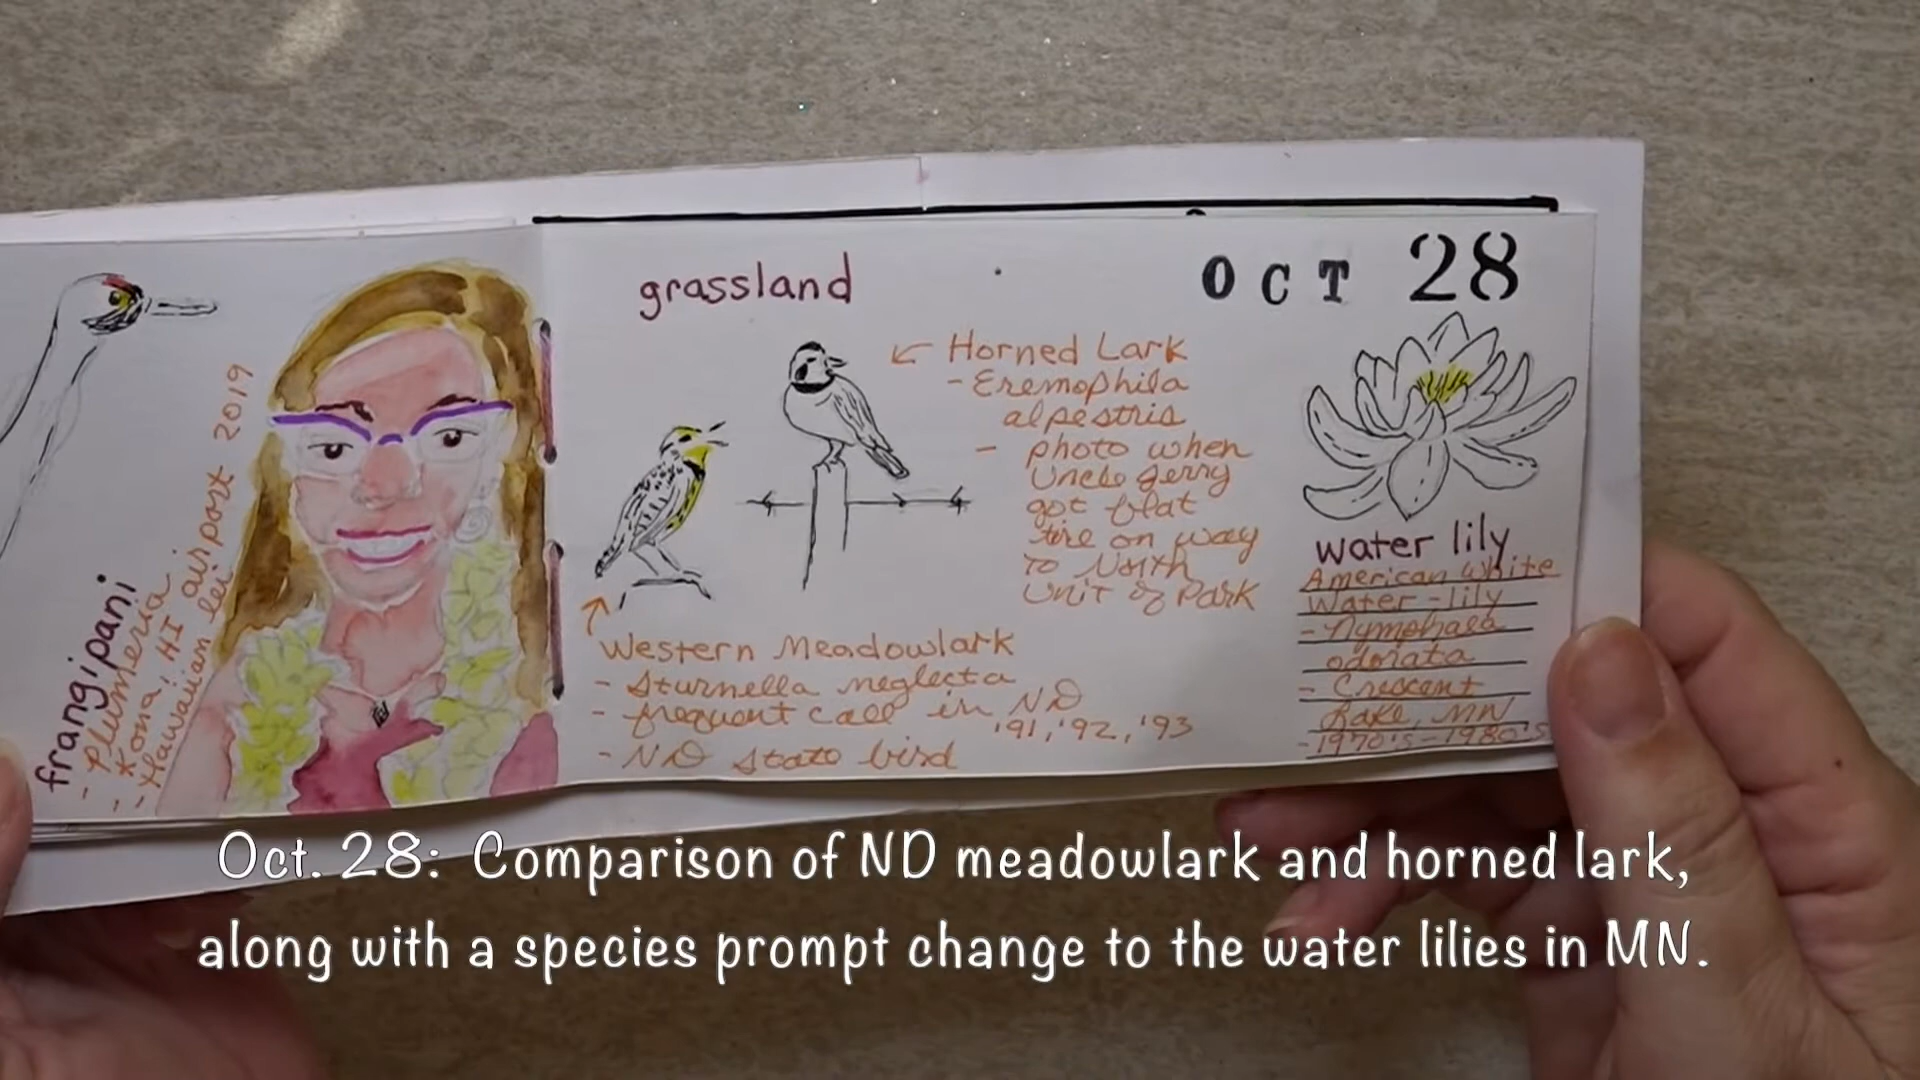 frangipani
- Plumeria
- Kona, HI airport 2019
- Hawaiian lei
grassland
OCT 28
Horned Lark
- Eremophila
alpestris
- photo when
Uncle Jerry
got flat
tire on way
to North
Unit of Park
Western Meadowlark
- Sturnella neglecta
- frequent call in ND
'91, '92, '93
- ND state bird
water lily
American White
Water-lily
- Nymphaea
odorata
- Crescent
Lake, MN
- 1970's-1980's
Oct. 28: Comparison of ND meadowlark and horned lark,
along with a species prompt change to the water lilies in MN.